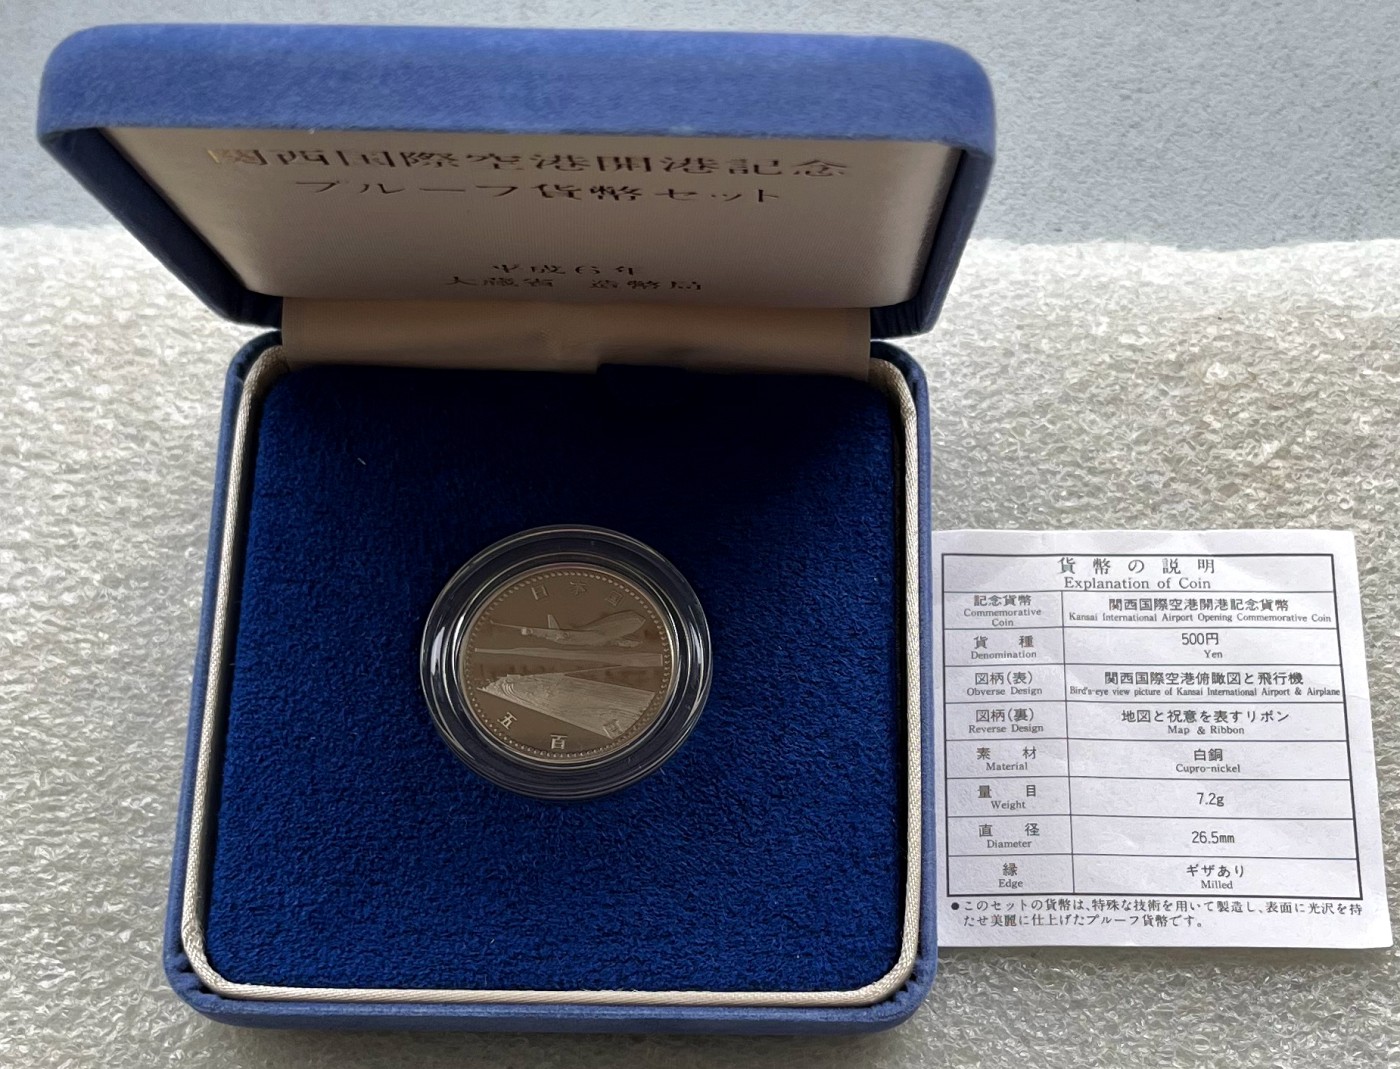 関西国際空港開港記念
プルーフ貨幣セット
平成6年
大蔵省 造幣局
日本国
五百円
貨幣の説明
Explanation of Coin
記念貨幣
Commemorative
Coin
関西国際空港開港記念貨幣
Kansai International Airport Opening Commemorative Coin
貨種
Denomination
500円
Yen
図柄(表)
Obverse Design
関西国際空港俯瞰図と飛行機
Bird's-eye view picture of Kansai International Airport & Airplane
図柄(裏)
Reverse Design
地図と祝意を表すリボン
Map & Ribbon
素材
Material
白銅
Cupro-nickel
量目
Weight
7.2g
直径
Diameter
26.5mm
縁
Edge
ギザあり
Milled
●このセットの貨幣は、特殊な技術を用いて製造し、表面に光沢を持
たせ美麗に仕上げたプルーフ貨幣です。